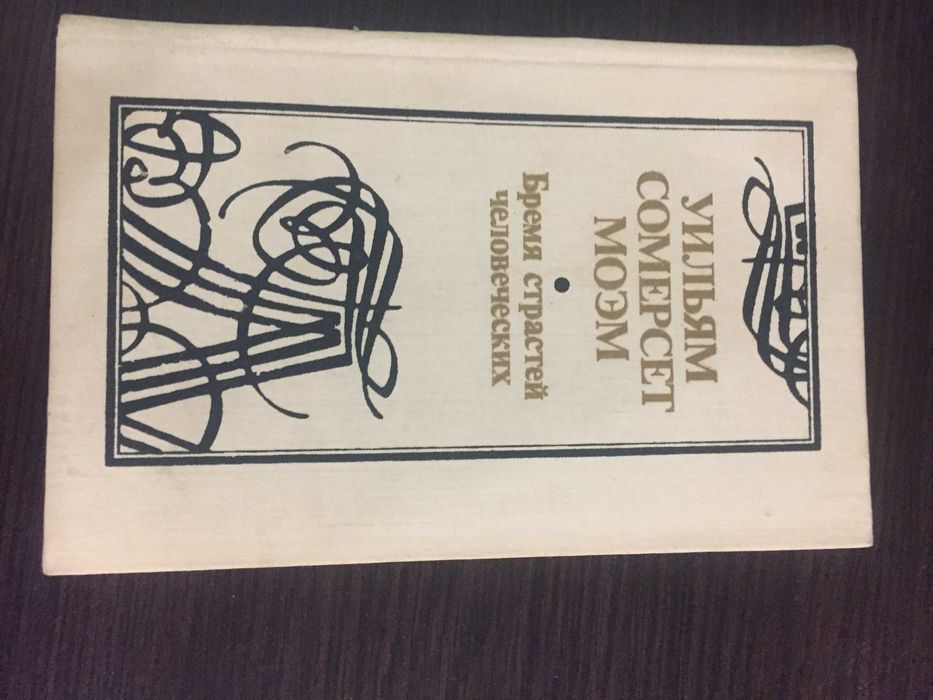 УИЛЬЯМ
СОМЕРСЕТ
МОЭМ
Бремя страстей
человеческих